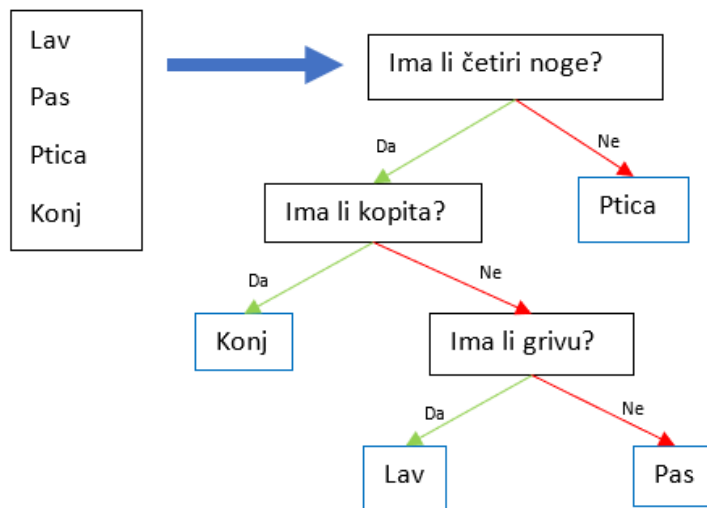 Lav
Pas
Ptica
Konj
Ima li četiri noge?
Da
Ne
Ima li kopita?
Ptica
Da
Ne
Konj
Ima li grivu?
Da
Ne
Lav
Pas